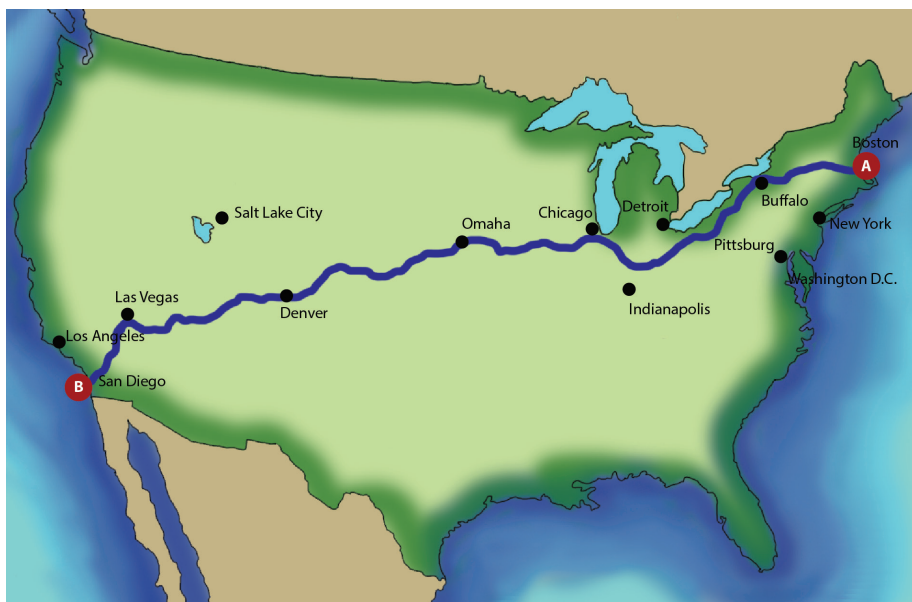 Boston
A
Buffalo
New York
Detroit
Chicago
Pittsburg
Washington D.C.
Omaha
Salt Lake City
Indianapolis
Las Vegas
Denver
Los Angeles
B
San Diego